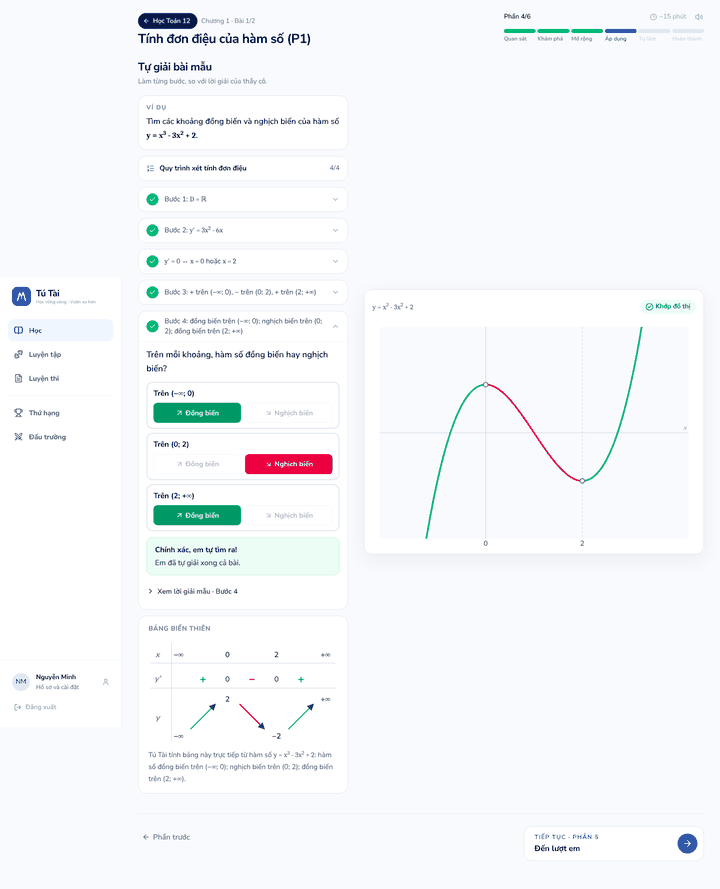 ← Học Toán 12
Chương 1 · Bài 1/2
Tính đơn điệu của hàm số (P1)
Phần 4/6
~15 phút
Quan sát
Khám phá
Mở rộng
Áp dụng
Tự làm
Hoàn thành
Tự giải bài mẫu
Làm từng bước, so với lời giải của thầy cô.
VÍ DỤ
Tìm các khoảng đồng biến và nghịch biến của hàm số
y = x³ - 3x² + 2.
Quy trình xét tính đơn điệu
4/4
Bước 1: D = ℝ
Bước 2: y' = 3x² - 6x
y' = 0 ↔ x = 0 hoặc x = 2
Bước 3: + trên (−∞; 0), − trên (0; 2), + trên (2; +∞)
Bước 4: đồng biến trên (−∞; 0); nghịch biến trên (0;
2); đồng biến trên (2; +∞)
Trên mỗi khoảng, hàm số đồng biến hay nghịch
biến?
Trên (−∞; 0)
↗ Đồng biến
↘ Nghịch biến
Trên (0; 2)
↗ Đồng biến
↘ Nghịch biến
Trên (2; +∞)
↗ Đồng biến
↘ Nghịch biến
Chính xác, em tự tìm ra!
Em đã tự giải xong cả bài.
Xem lời giải mẫu · Bước 4
BẢNG BIẾN THIÊN
x −∞ 0 2 +∞
y' + 0 − 0 +
2 +∞
y
−∞ −2
Tú Tài tính bảng này trực tiếp từ hàm số y = x³ - 3x² + 2: hàm
số đồng biến trên (−∞; 0); nghịch biến trên (0; 2); đồng biến
trên (2; +∞).
y = x³ - 3x² + 2
Khớp đồ thị
x
0
2
Tú Tài
Học vững vàng · Vươn xa hơn
Học
Luyện tập
Luyện thi
Thứ hạng
Đấu trường
NM
Nguyễn Minh
Hồ sơ và cài đặt
Đăng xuất
← Phần trước
TIẾP TỤC · PHẦN 5
Đến lượt em